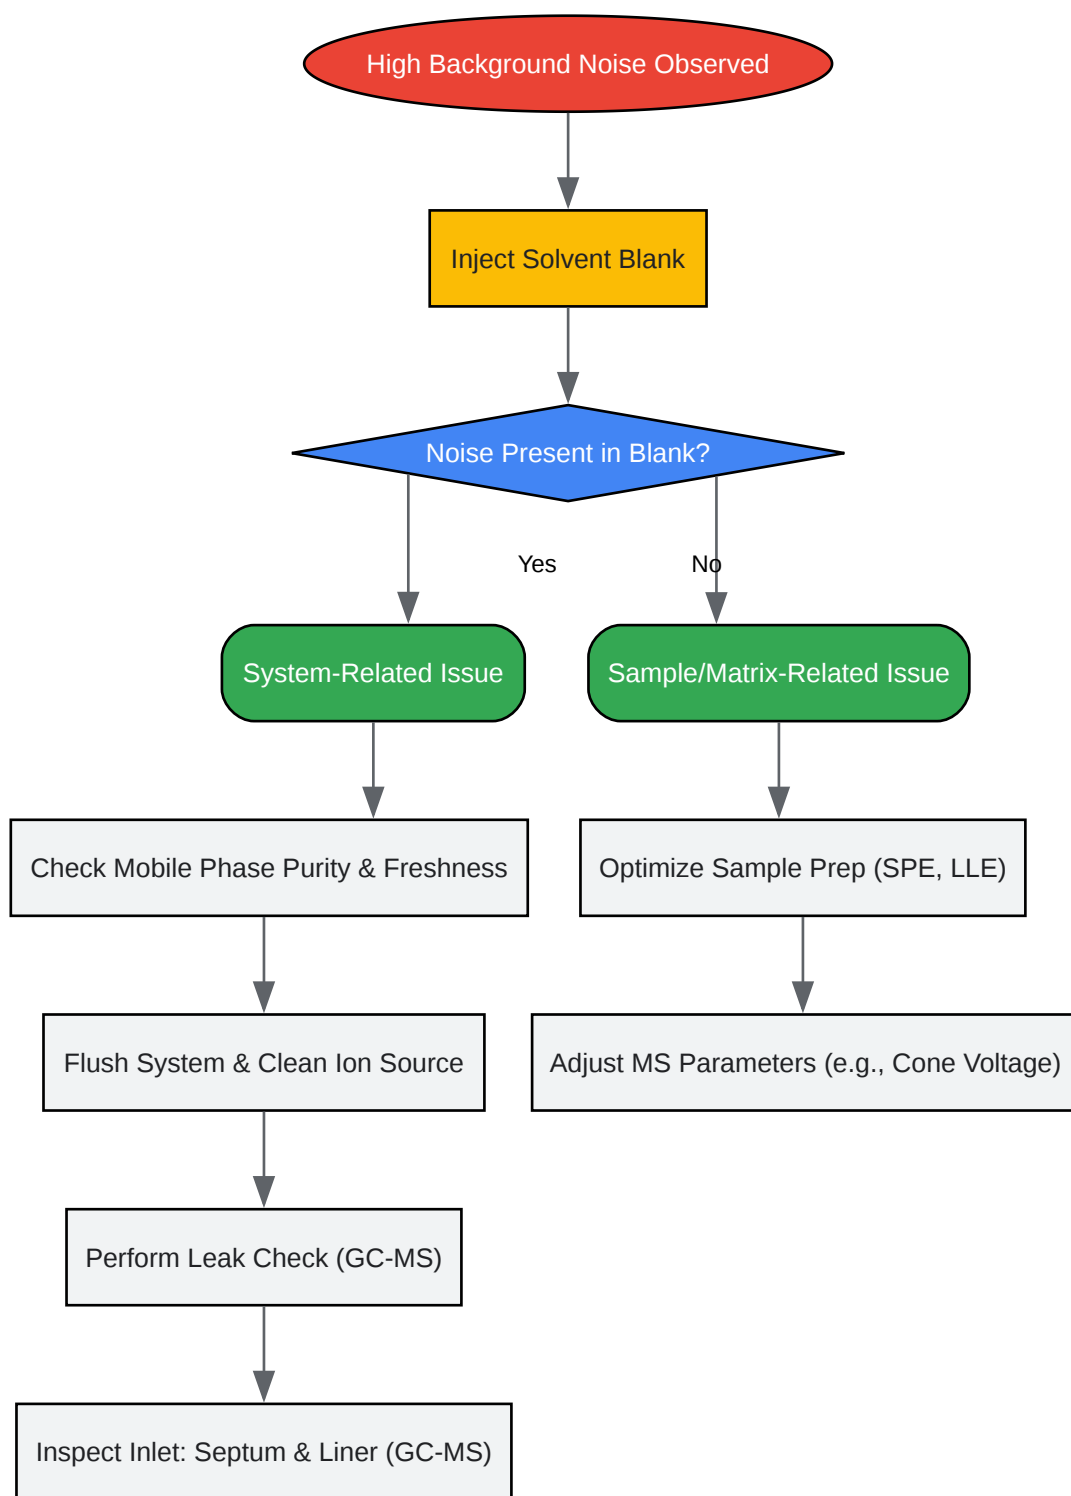 High Background Noise Observed
Inject Solvent Blank
Noise Present in Blank?
Yes
No
System-Related Issue
Sample/Matrix-Related Issue
Check Mobile Phase Purity & Freshness
Optimize Sample Prep (SPE, LLE)
Flush System & Clean Ion Source
Adjust MS Parameters (e.g., Cone Voltage)
Perform Leak Check (GC-MS)
Inspect Inlet: Septum & Liner (GC-MS)